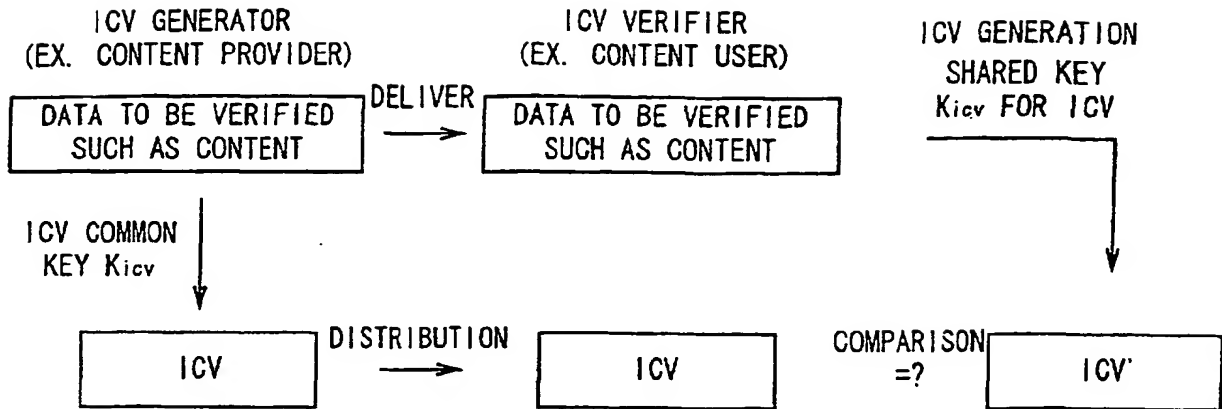 ICV GENERATOR
(EX. CONTENT PROVIDER)
DATA TO BE VERIFIED
SUCH AS CONTENT
DELIVER
ICV VERIFIER
(EX. CONTENT USER)
DATA TO BE VERIFIED
SUCH AS CONTENT
ICV GENERATION
SHARED KEY
Kicv FOR ICV
ICV COMMON
KEY Kicv
ICV
DISTRIBUTION
ICV
COMPARISON
=?
ICV'